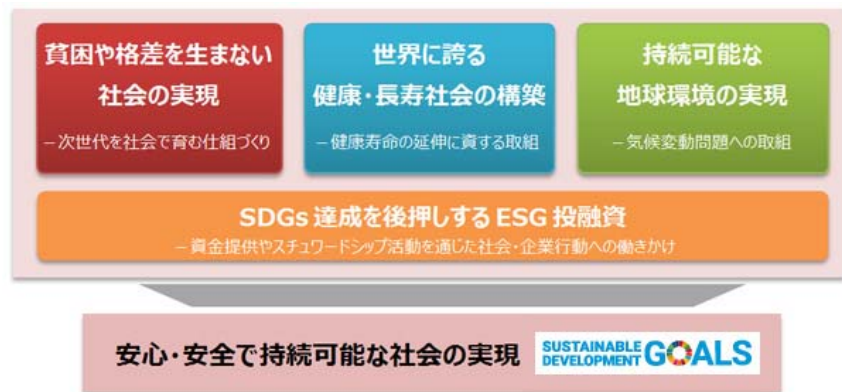 貧困や格差を生まない
社会の実現
－次世代を社会で育む仕組づくり
世界に誇る
健康・長寿社会の構築
－健康寿命の延伸に資する取組
持続可能な
地球環境の実現
－気候変動問題への取組
SDGs 達成を後押しする ESG 投融資
－資金提供やスチュワードシップ活動を通じた社会・企業行動への働きかけ
安心・安全で持続可能な社会の実現
SUSTAINABLE
DEVELOPMENT GOALS